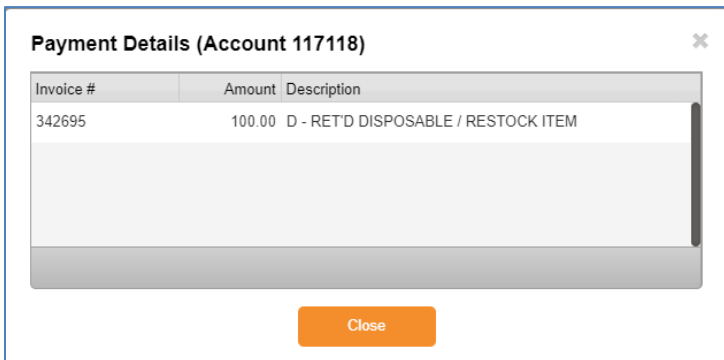 Payment Details (Account 117118)
Invoice # Amount Description
342695 100.00 D - RET'D DISPOSABLE / RESTOCK ITEM
Close